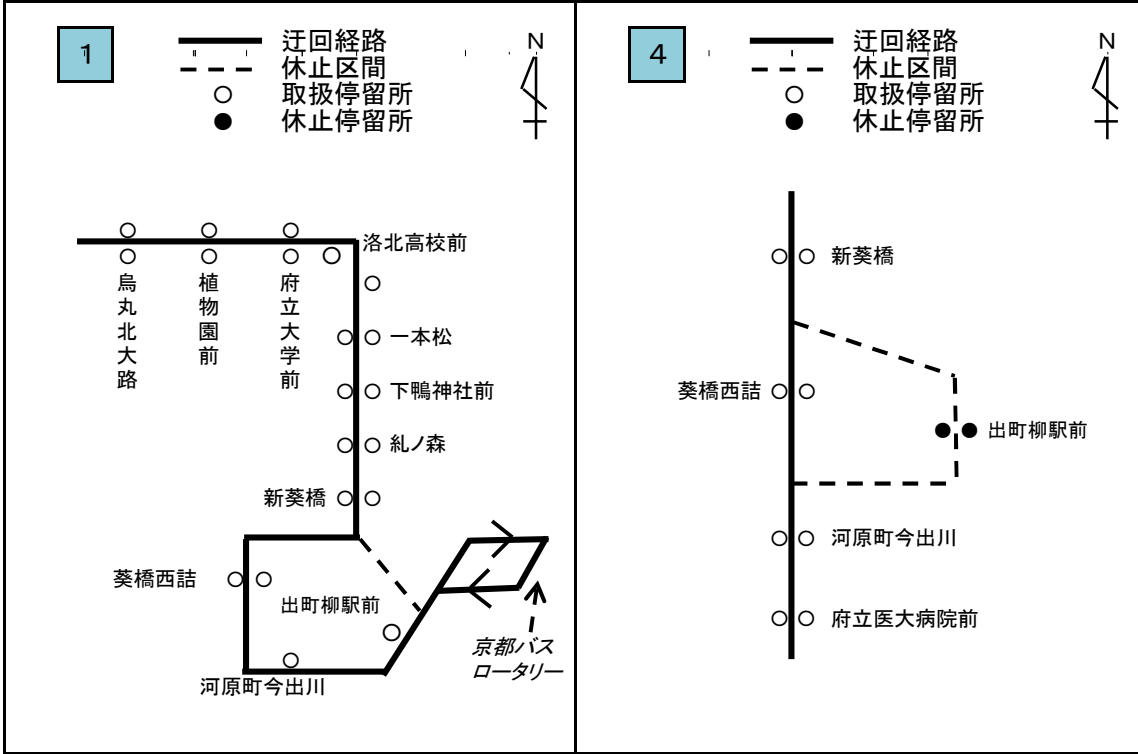 1
迂回経路
休止区間
取扱停留所
休止停留所
N
洛北高校前
烏丸北大路
植物園前
府立大学前
一本松
下鴨神社前
糺ノ森
新葵橋
葵橋西詰
出町柳駅前
京都バス
ロータリー
河原町今出川
4
迂回経路
休止区間
取扱停留所
休止停留所
N
新葵橋
葵橋西詰
出町柳駅前
河原町今出川
府立医大病院前